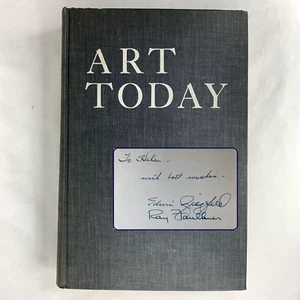 ART
TODAY
To Helen -
with best wishes -
Edwin Ziegfeld
Ray Faulkner